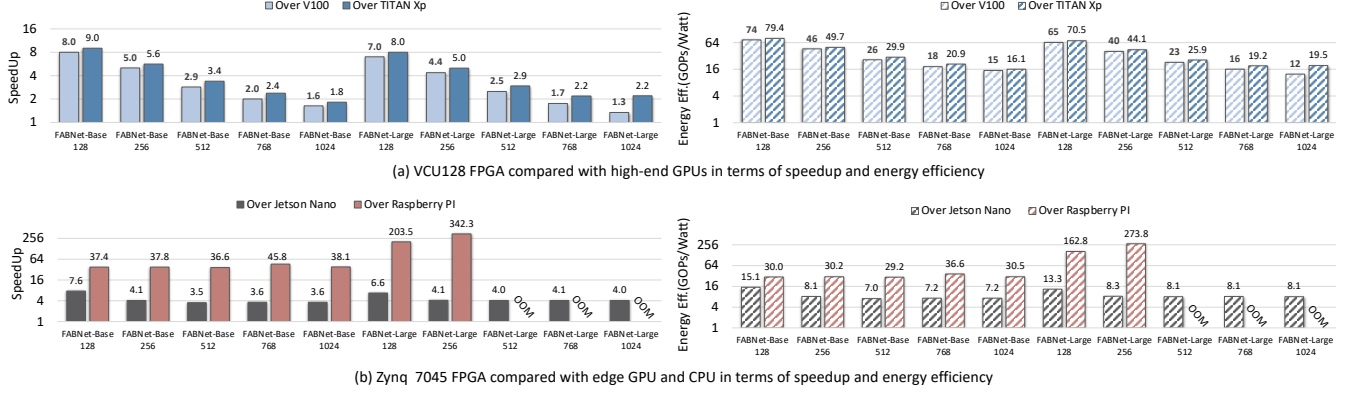 Over V100 Over TITAN Xp
SpeedUp
16
8
4
2
1
8.0 9.0 5.0 5.6 2.9 3.4 2.0 2.4 1.6 1.8 7.0 8.0 4.4 5.0 2.5 2.9 1.7 2.2 1.3 2.2
FABNet-Base FABNet-Base FABNet-Base FABNet-Base FABNet-Base FABNet-Large FABNet-Large FABNet-Large FABNet-Large FABNet-Large
128 256 512 768 1024 128 256 512 768 1024
Over V100 Over TITAN Xp
Energy Eff.(GOPs/Watt)
64
16
4
1
74 79.4 46 49.7 26 29.9 18 20.9 15 16.1 65 70.5 40 44.1 23 25.9 16 19.2 12 19.5
FABNet-Base FABNet-Base FABNet-Base FABNet-Base FABNet-Base FABNet-Large FABNet-Large FABNet-Large FABNet-Large FABNet-Large
128 256 512 768 1024 128 256 512 768 1024
(a) VCU128 FPGA compared with high-end GPUs in terms of speedup and energy efficiency
Over Jetson Nano Over Raspberry PI
SpeedUp
256
64
16
4
1
7.6 37.4 4.1 37.8 3.5 36.6 3.6 45.8 3.6 38.1 6.6 203.5 4.1 342.3 4.0 OOM 4.1 OOM 4.0 OOM
FABNet-Base FABNet-Base FABNet-Base FABNet-Base FABNet-Base FABNet-Large FABNet-Large FABNet-Large FABNet-Large FABNet-Large
128 256 512 768 1024 128 256 512 768 1024
Over Jetson Nano Over Raspberry PI
Energy Eff.(GOPs/Watt)
256
64
16
4
1
15.1 30.0 8.1 30.2 7.0 29.2 7.2 36.6 7.2 30.5 13.3 162.8 8.3 273.8 8.1 OOM 8.1 OOM 8.1 OOM
FABNet-Base FABNet-Base FABNet-Base FABNet-Base FABNet-Base FABNet-Large FABNet-Large FABNet-Large FABNet-Large FABNet-Large
128 256 512 768 1024 128 256 512 768 1024
(b) Zynq 7045 FPGA compared with edge GPU and CPU in terms of speedup and energy efficiency